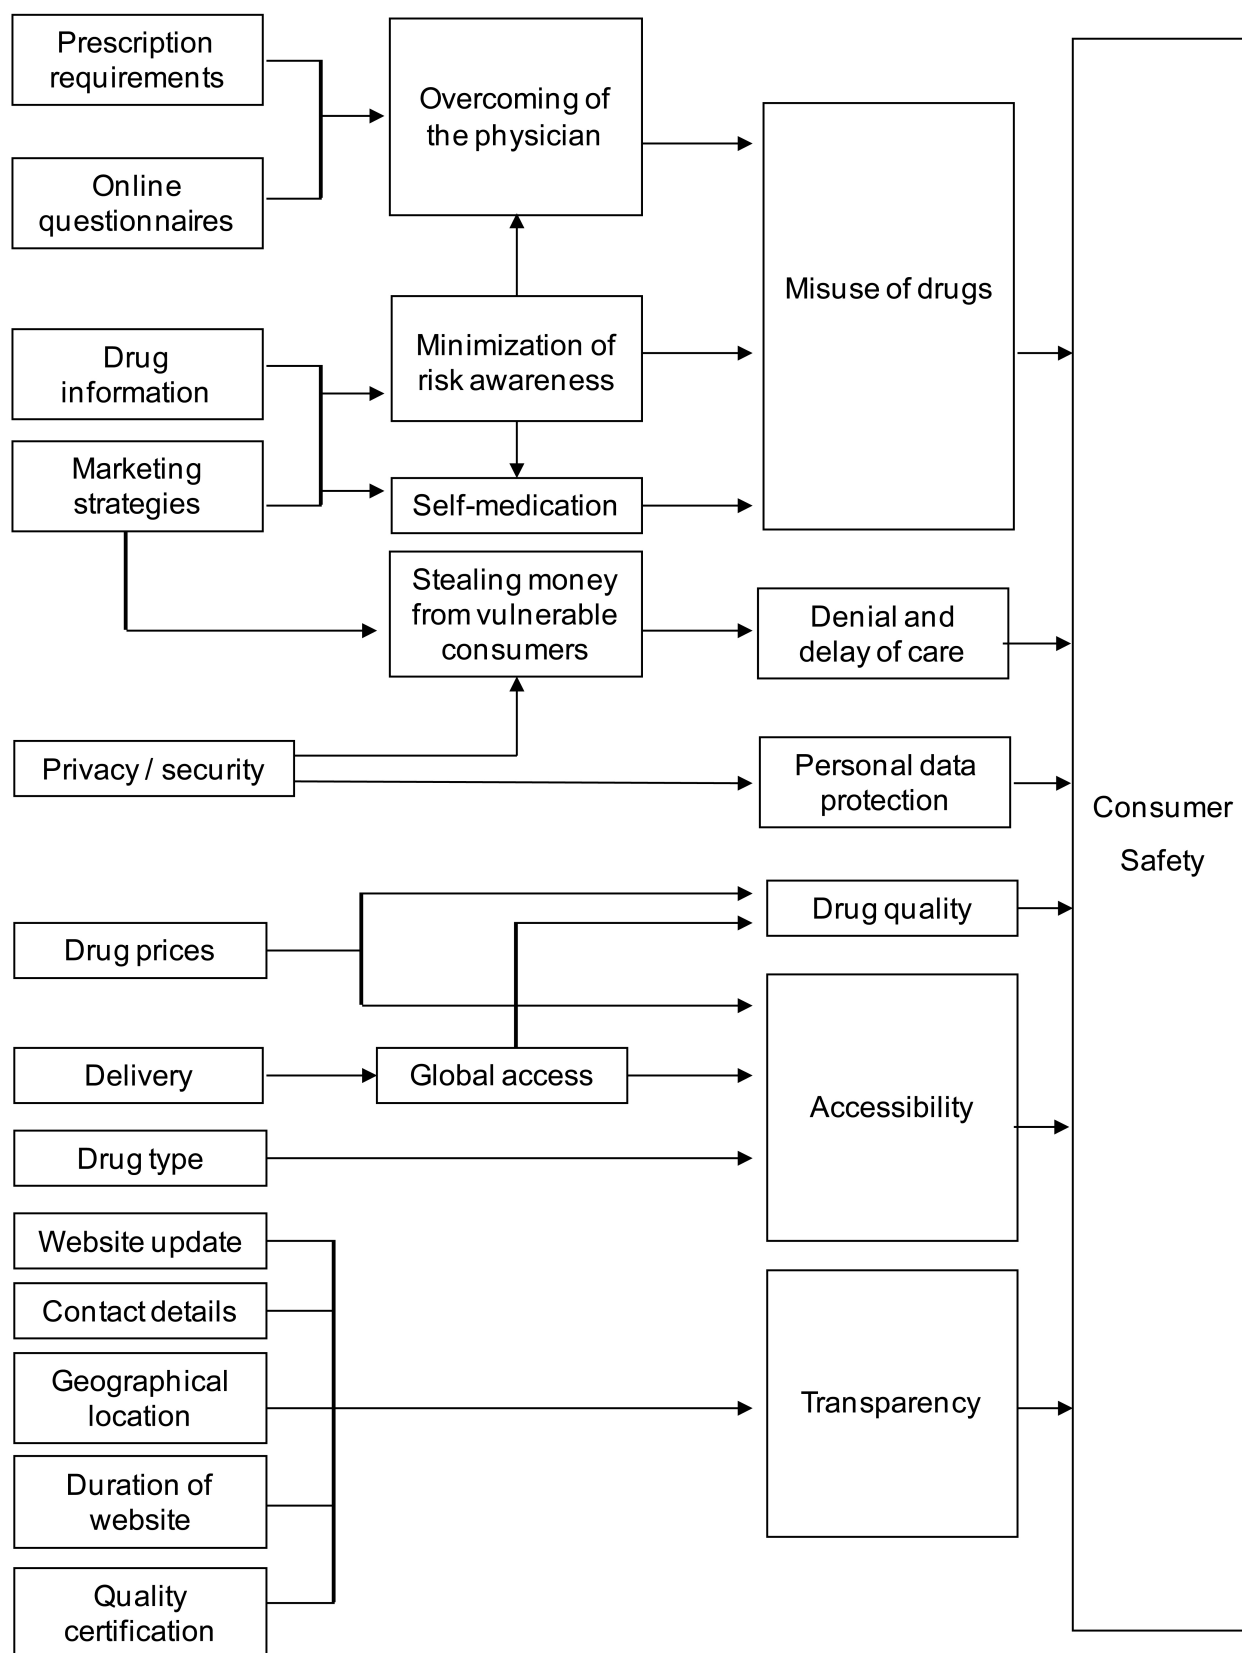 Prescription
requirements
Online
questionnaires
Drug
information
Marketing
strategies
Privacy / security
Drug prices
Delivery
Drug type
Website update
Contact details
Geographical
location
Duration of
website
Quality
certification
Overcoming of
the physician
Minimization of
risk awareness
Self-medication
Stealing money
from vulnerable
consumers
Global access
Misuse of drugs
Denial and
delay of care
Personal data
protection
Drug quality
Accessibility
Transparency
Consumer
Safety